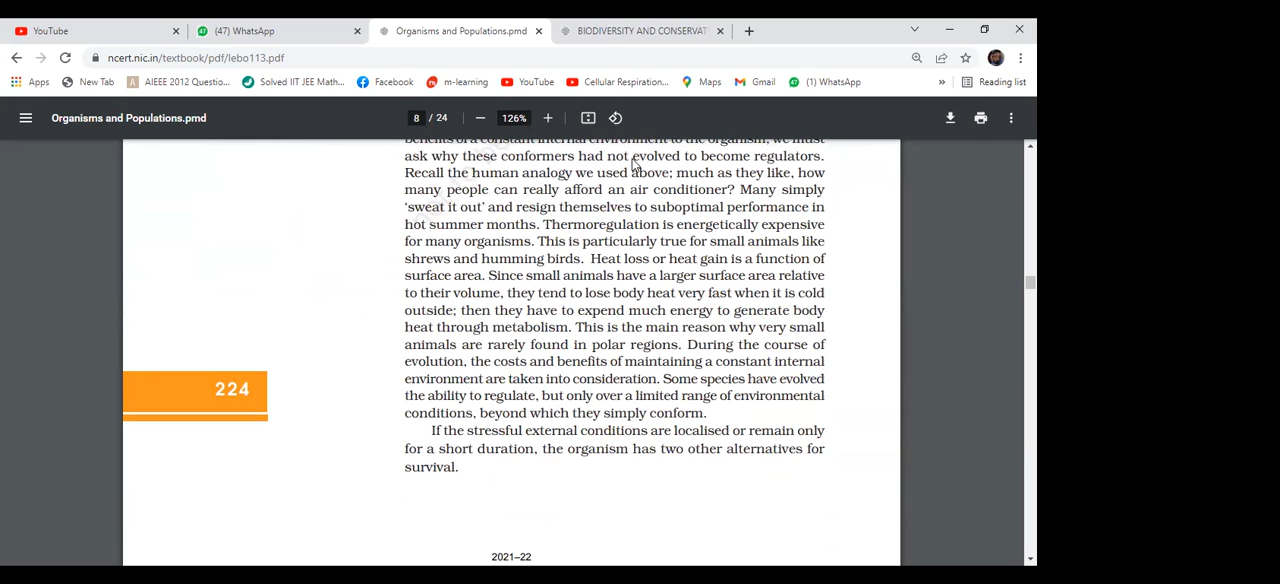 YouTube
(47) WhatsApp
Organisms and Populations.pmd
BIODIVERSITY AND CONSERVAT
ncert.nic.in/textbook/pdf/lebo113.pdf
Apps
New Tab
AIEEE 2012 Questio...
Solved IIT JEE Math...
Facebook
m-learning
YouTube
Cellular Respiration...
Maps
Gmail
(1) WhatsApp
»
Reading list
Organisms and Populations.pmd
8 / 24
126%
benefits of a constant internal environment to the organism, we must
ask why these conformers had not evolved to become regulators.
Recall the human analogy we used above; much as they like, how
many people can really afford an air conditioner? Many simply
‘sweat it out’ and resign themselves to suboptimal performance in
hot summer months. Thermoregulation is energetically expensive
for many organisms. This is particularly true for small animals like
shrews and humming birds. Heat loss or heat gain is a function of
surface area. Since small animals have a larger surface area relative
to their volume, they tend to lose body heat very fast when it is cold
outside; then they have to expend much energy to generate body
heat through metabolism. This is the main reason why very small
animals are rarely found in polar regions. During the course of
evolution, the costs and benefits of maintaining a constant internal
environment are taken into consideration. Some species have evolved
the ability to regulate, but only over a limited range of environmental
conditions, beyond which they simply conform.
If the stressful external conditions are localised or remain only
for a short duration, the organism has two other alternatives for
survival.
224
2021–22